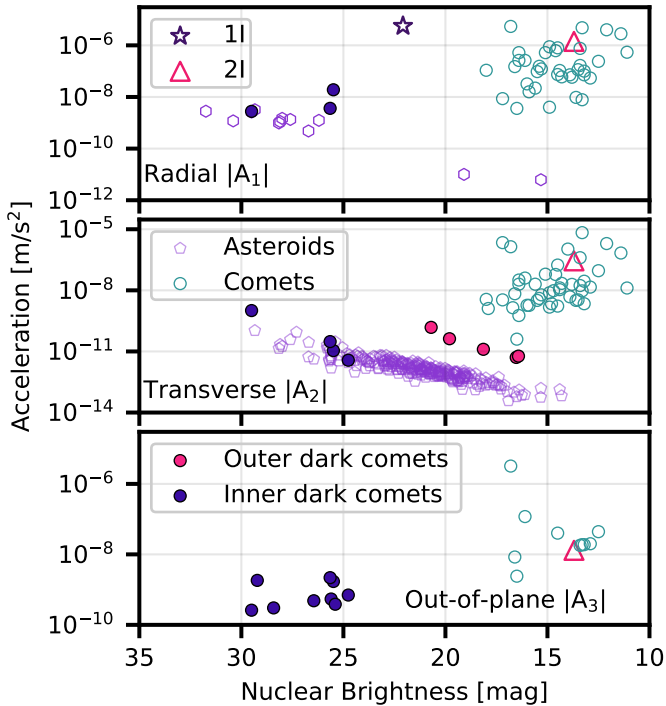 10⁻⁶
10⁻⁸
10⁻¹⁰
10⁻¹²
1I
2I
Radial |A₁|
Acceleration [m/s²]
10⁻⁵
10⁻⁸
10⁻¹¹
10⁻¹⁴
Asteroids
Comets
Transverse |A₂|
10⁻⁶
10⁻⁸
10⁻¹⁰
Outer dark comets
Inner dark comets
Out-of-plane |A₃|
35 30 25 20 15 10
Nuclear Brightness [mag]